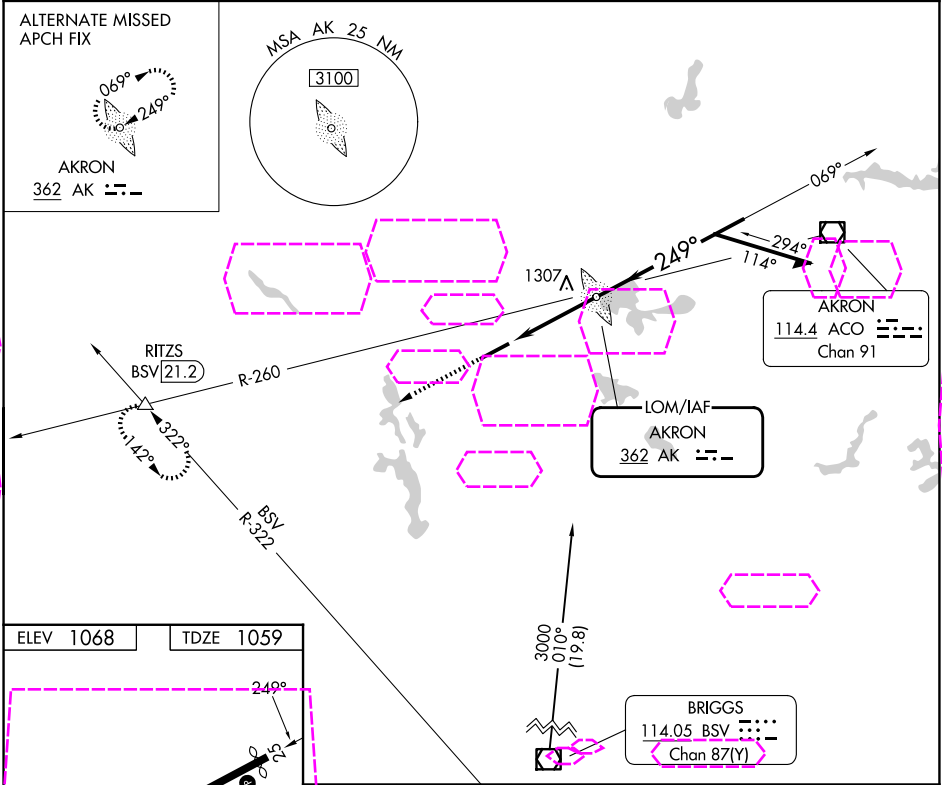 ALTERNATE MISSED
APCH FIX
069°
249°
AKRON
362 AK
MSA AK 25 NM
3100
069°
294°
114°
249°
1307
AKRON
114.4 ACO
Chan 91
RITZS
BSV 21.2
R-260
322°
142°
LOM/IAF
AKRON
362 AK
BSV
R-322
3000
010°
(19.8)
ELEV 1068
TDZE 1059
249°
25
P
BRIGGS
114.05 BSV
Chan 87(Y)